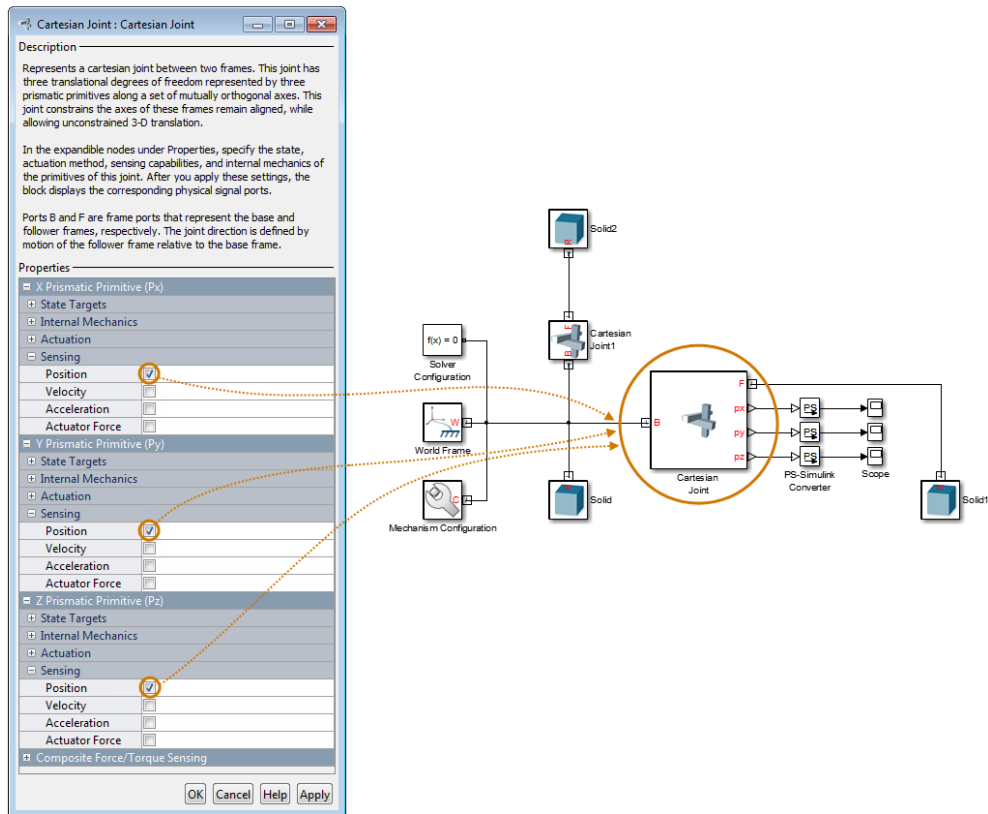 Cartesian Joint : Cartesian Joint
Description
Represents a cartesian joint between two frames. This joint has
three translational degrees of freedom represented by three
prismatic primitives along a set of mutually orthogonal axes. This
joint constrains the axes of these frames remain aligned, while
allowing unconstrained 3-D translation.
In the expandible nodes under Properties, specify the state,
actuation method, sensing capabilities, and internal mechanics of
the primitives of this joint. After you apply these settings, the
block displays the corresponding physical signal ports.
Ports B and F are frame ports that represent the base and
follower frames, respectively. The joint direction is defined by
motion of the follower frame relative to the base frame.
Properties
X Prismatic Primitive (Px)
State Targets
Internal Mechanics
Actuation
Sensing
Position
Velocity
Acceleration
Actuator Force
Y Prismatic Primitive (Py)
State Targets
Internal Mechanics
Actuation
Sensing
Position
Velocity
Acceleration
Actuator Force
Z Prismatic Primitive (Pz)
State Targets
Internal Mechanics
Actuation
Sensing
Position
Velocity
Acceleration
Actuator Force
Composite Force/Torque Sensing
OK Cancel Help Apply
R
Solid2
F
B
Cartesian
Joint1
f(x) = 0
Solver
Configuration
W
World Frame
C
Mechanism Configuration
R
Solid
B
F
px
py
pz
Cartesian
Joint
PS
PS
PS
PS-Simulink
Converter
Scope
R
Solid1